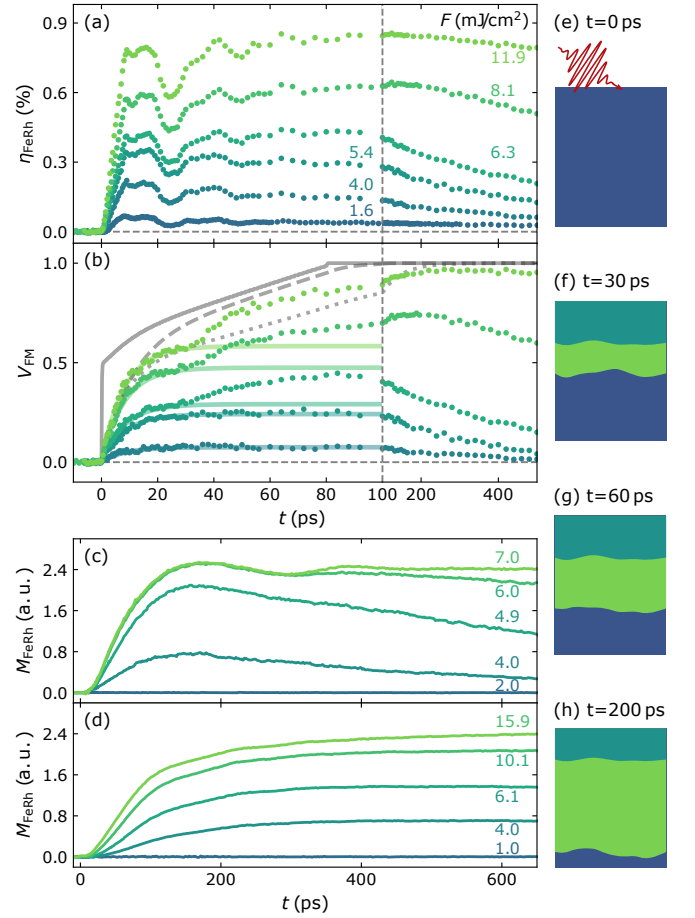 (a)
F (mJ/cm²)
0.9
0.6
0.3
0.0
ηFeRh (%)
11.9
8.1
6.3
5.4
4.0
1.6
(b)
1.0
0.5
0.0
VFM
0
20
40
60
80
100
200
400
t (ps)
(c)
2.4
1.6
0.8
0.0
MFeRh (a. u.)
7.0
6.0
4.9
4.0
2.0
(d)
2.4
1.6
0.8
0.0
MFeRh (a. u.)
15.9
10.1
6.1
4.0
1.0
0
200
400
600
t (ps)
(e) t=0 ps
(f) t=30 ps
(g) t=60 ps
(h) t=200 ps